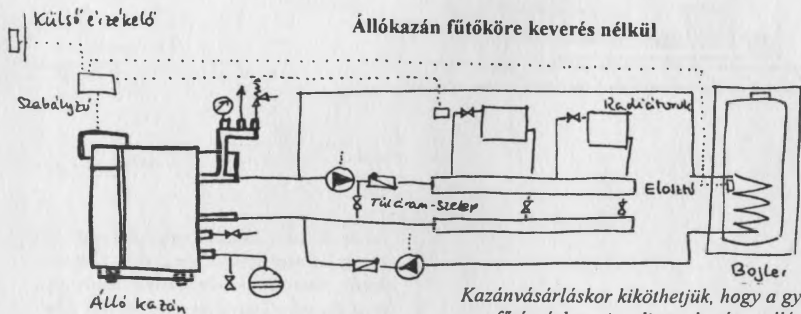 Külső érzékelő
Állókazán fűtőköre keverés nélkül
Szabályzó
Radiátorok
Túláram-szelep
Elosztó
Bojler
Álló kazán
Kazánvásárláskor kiköthetjük, hogy a gy